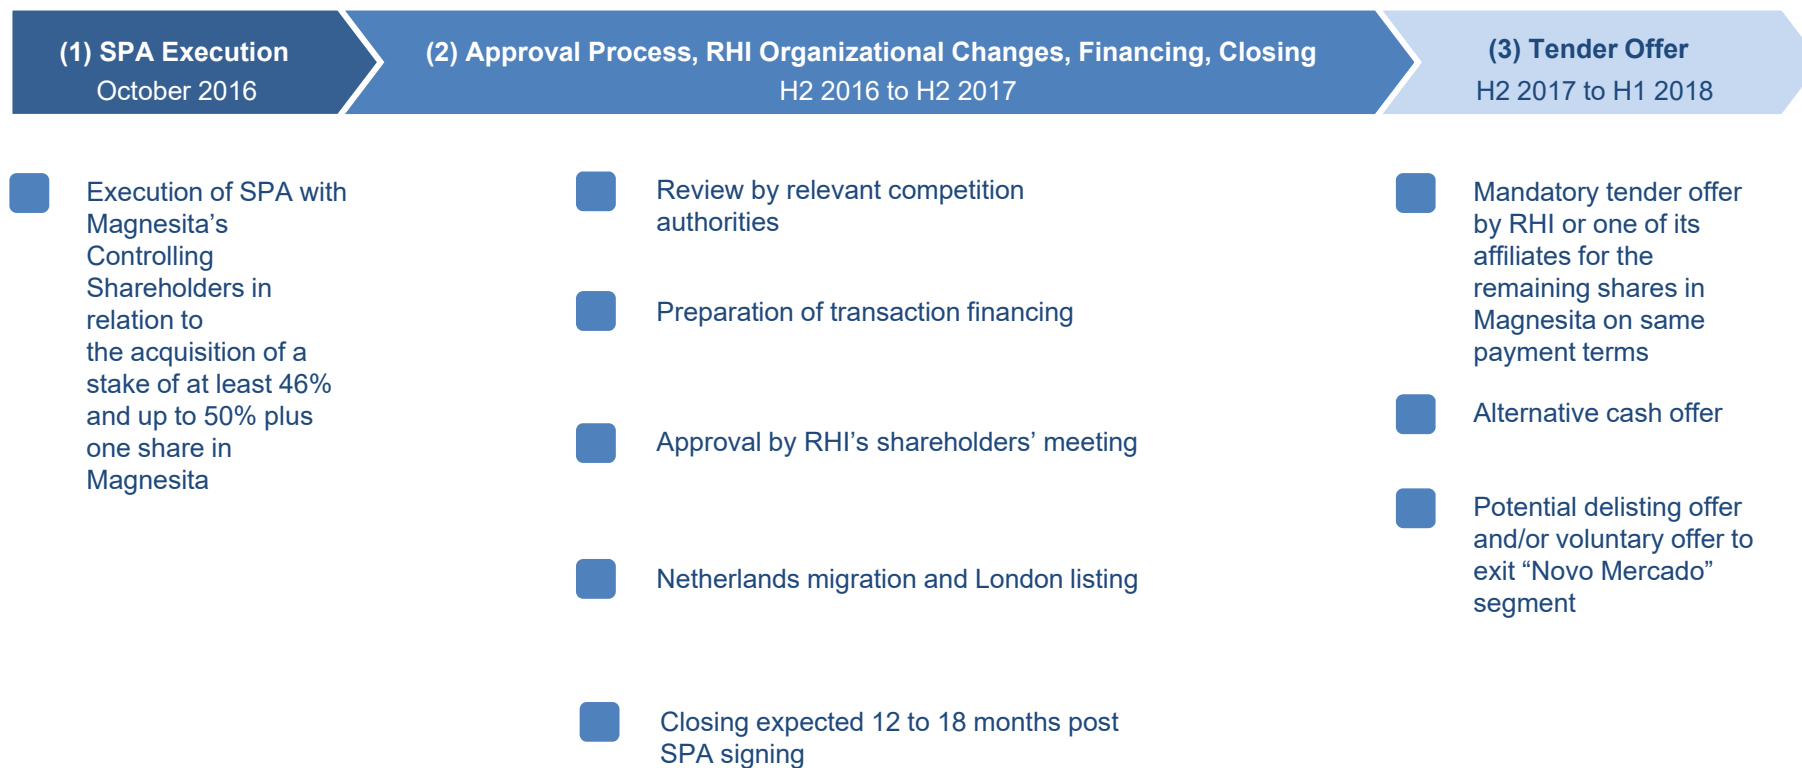 (1) SPA Execution
October 2016
(2) Approval Process, RHI Organizational Changes, Financing, Closing
H2 2016 to H2 2017
(3) Tender Offer
H2 2017 to H1 2018
Execution of SPA with
Magnesita’s
Controlling
Shareholders in
relation to
the acquisition of a
stake of at least 46%
and up to 50% plus
one share in
Magnesita
Review by relevant competition
authorities
Preparation of transaction financing
Approval by RHI’s shareholders’ meeting
Netherlands migration and London listing
Closing expected 12 to 18 months post
SPA signing
Mandatory tender offer
by RHI or one of its
affiliates for the
remaining shares in
Magnesita on same
payment terms
Alternative cash offer
Potential delisting offer
and/or voluntary offer to
exit “Novo Mercado”
segment